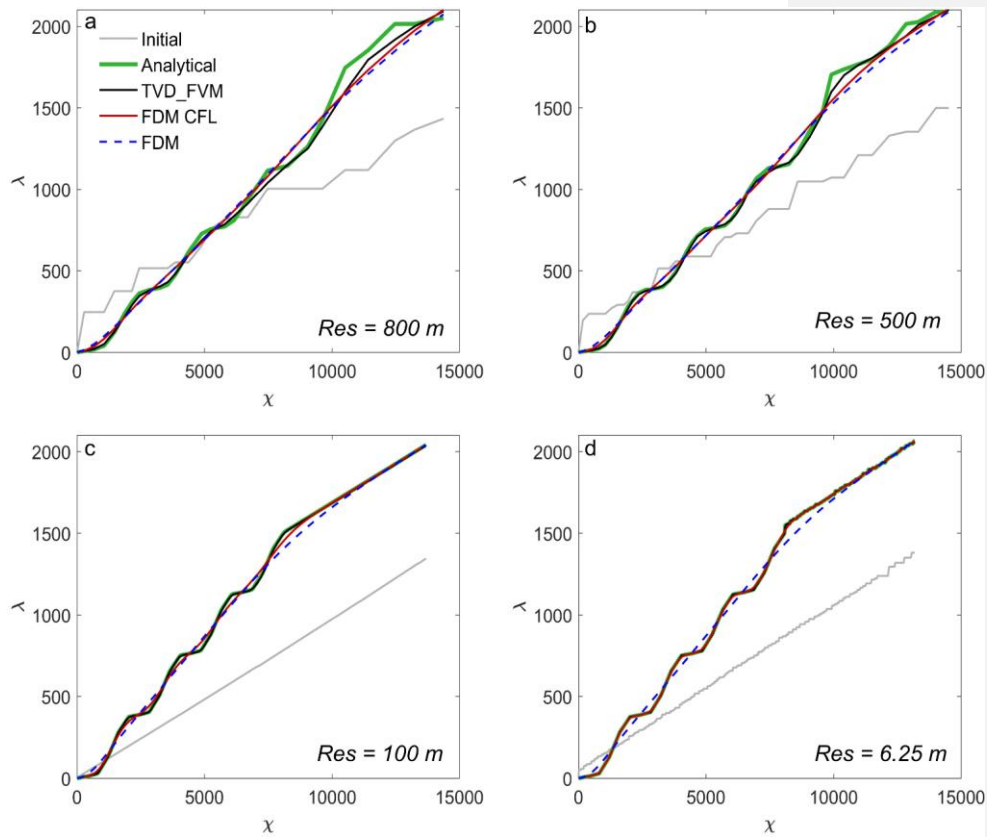 a
2000
1500
1000
500
0
λ
Initial
Analytical
TVD_FVM
FDM CFL
FDM
Res = 800 m
0 5000 10000 15000
χ
b
2000
1500
1000
500
0
λ
Res = 500 m
0 5000 10000 15000
χ
c
2000
1500
1000
500
0
λ
Res = 100 m
0 5000 10000 15000
χ
d
2000
1500
1000
500
0
λ
Res = 6.25 m
0 5000 10000 15000
χ